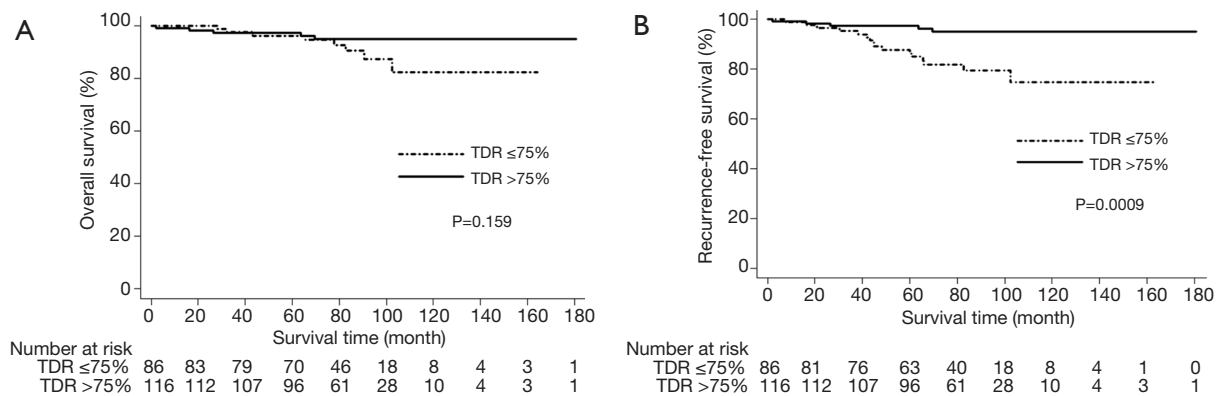 A
100
80
60
40
20
0
Overall survival (%)
TDR ≤75%
TDR >75%
P=0.159
0 20 40 60 80 100 120 140 160 180
Survival time (month)
Number at risk
TDR ≤75% 86 83 79 70 46 18 8 4 3 1
TDR >75% 116 112 107 96 61 28 10 4 3 1
B
100
80
60
40
20
0
Recurrence-free survival (%)
TDR ≤75%
TDR >75%
P=0.0009
0 20 40 60 80 100 120 140 160 180
Survival time (month)
Number at risk
TDR ≤75% 86 81 76 63 40 18 8 4 1 0
TDR >75% 116 112 107 96 61 28 10 4 3 1